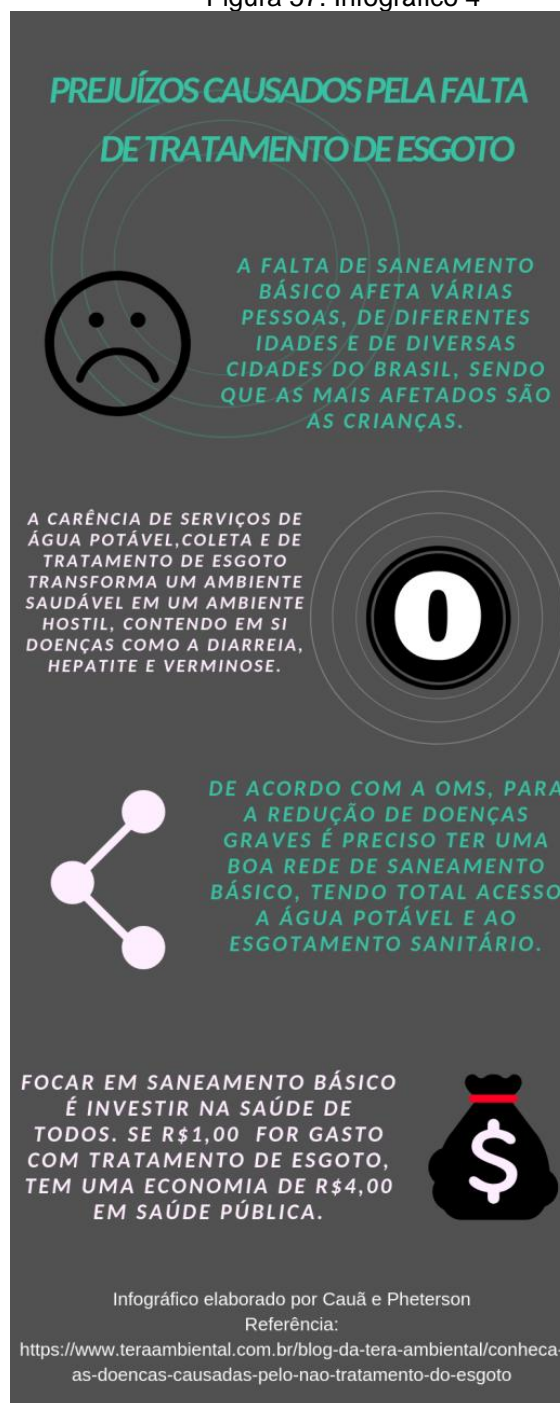 Figura 37: Infográfico 4
PREJUÍZOS CAUSADOS PELA FALTA
DE TRATAMENTO DE ESGOTO
A FALTA DE SANEAMENTO
BÁSICO AFETA VÁRIAS
PESSOAS, DE DIFERENTES
IDADES E DE DIVERSAS
CIDADES DO BRASIL, SENDO
QUE AS MAIS AFETADOS SÃO
AS CRIANÇAS.
A CARÊNCIA DE SERVIÇOS DE
ÁGUA POTÁVEL,COLETA E DE
TRATAMENTO DE ESGOTO
TRANSFORMA UM AMBIENTE
SAUDÁVEL EM UM AMBIENTE
HOSTIL, CONTENDO EM SI
DOENÇAS COMO A DIARREIA,
HEPATITE E VERMINOSE.
O
DE ACORDO COM A OMS, PARA
A REDUÇÃO DE DOENÇAS
GRAVES É PRECISO TER UMA
BOA REDE DE SANEAMENTO
BÁSICO, TENDO TOTAL ACESSO
A ÁGUA POTÁVEL E AO
ESGOTAMENTO SANITÁRIO.
FOCAR EM SANEAMENTO BÁSICO
É INVESTIR NA SAÚDE DE
TODOS. SE R$1,00 FOR GASTO
COM TRATAMENTO DE ESGOTO,
TEM UMA ECONOMIA DE R$4,00
EM SAÚDE PÚBLICA.
$
Infográfico elaborado por Cauã e Pheterson
Referência:
https://www.teraambiental.com.br/blog-da-tera-ambiental/conheca-
as-doencas-causadas-pelo-nao-tratamento-do-esgoto